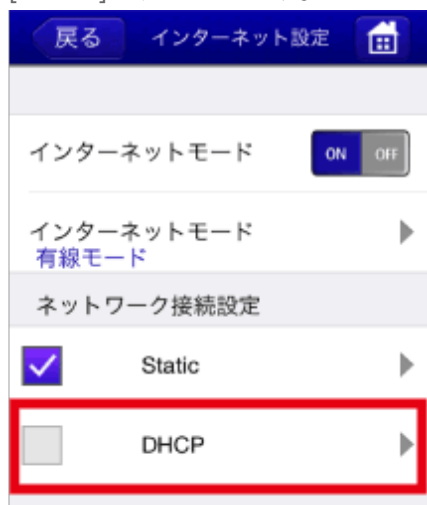 戻る インターネット設定
インターネットモード ON OFF
インターネットモード
有線モード
ネットワーク接続設定
Static
DHCP